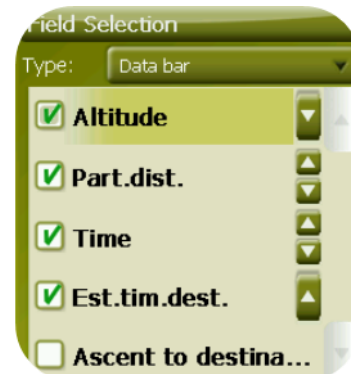 Field Selection
Type: Data bar
Altitude
Part.dist.
Time
Est.tim.dest.
Ascent to destina...